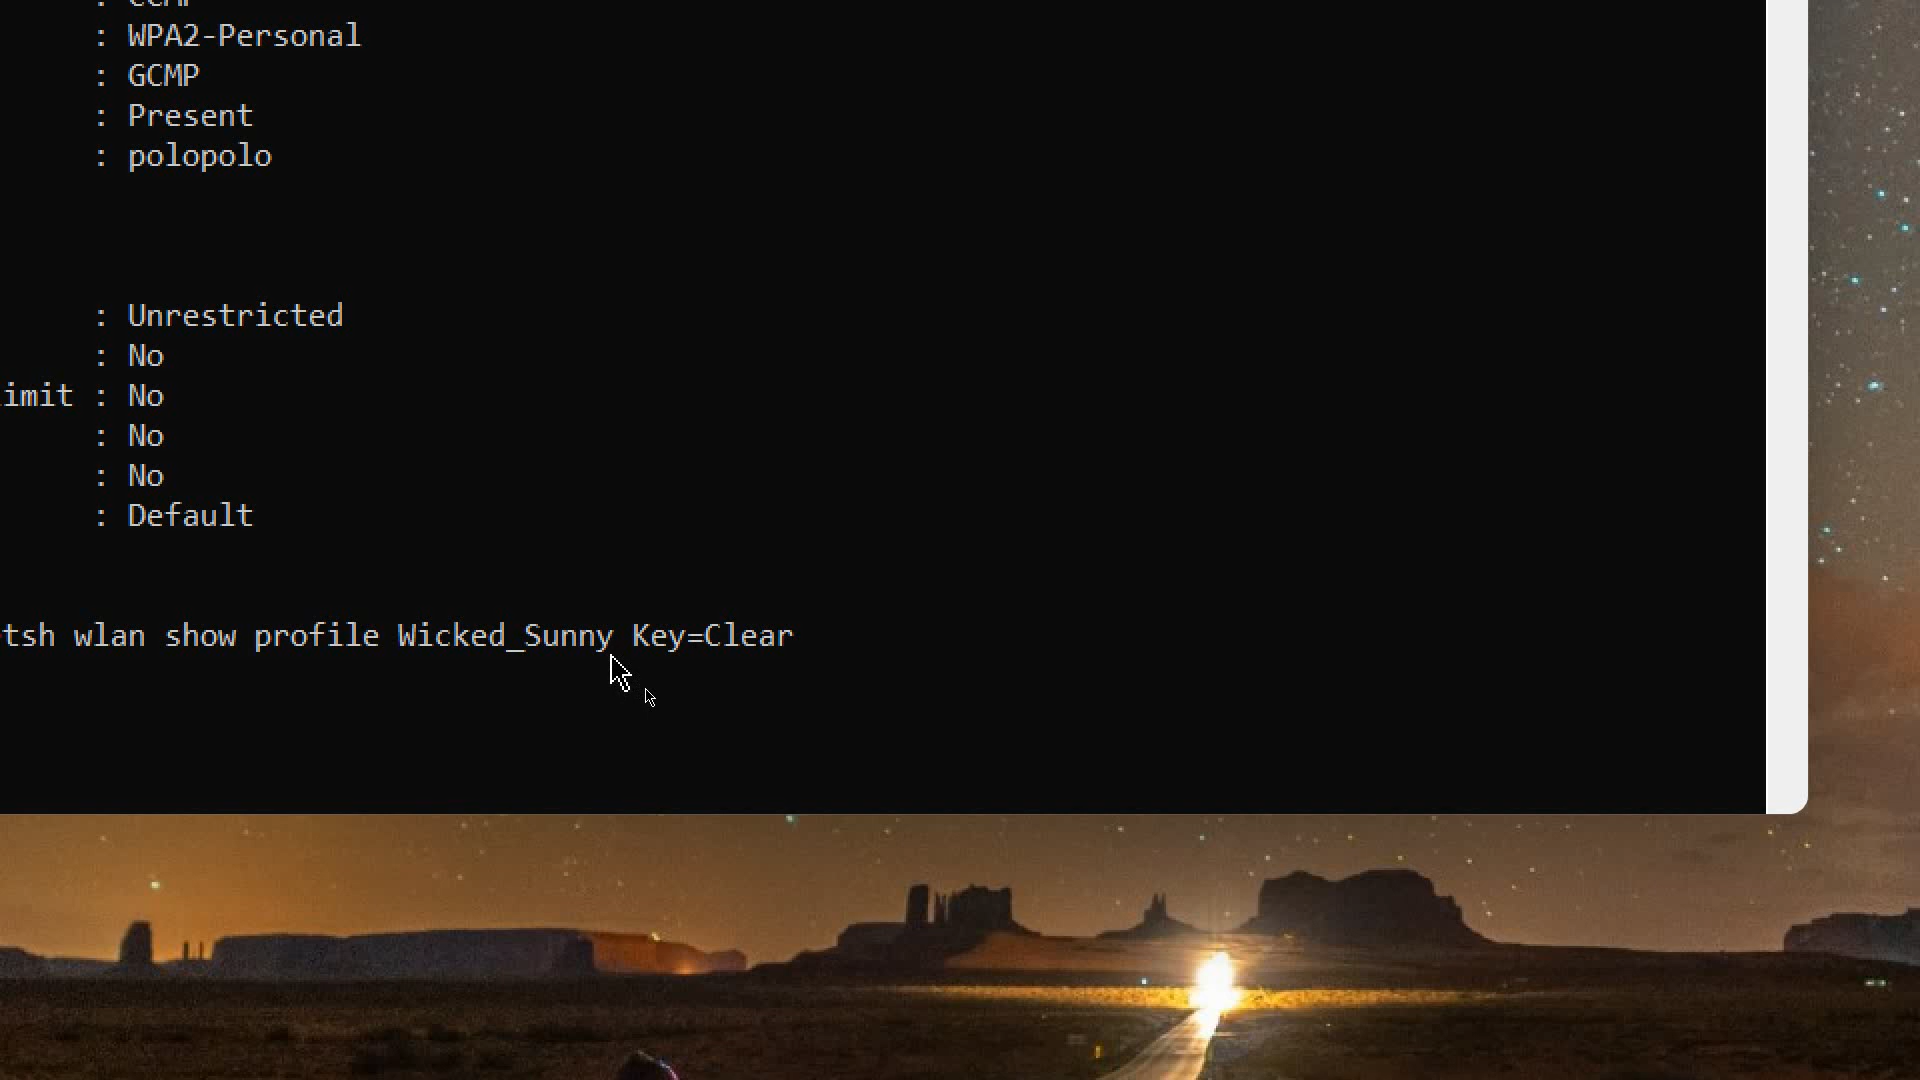 : CCMP
: WPA2-Personal
: GCMP
: Present
: polopolo
: Unrestricted
: No
imit : No
: No
: No
: Default
tsh wlan show profile Wicked_Sunny Key=Clear